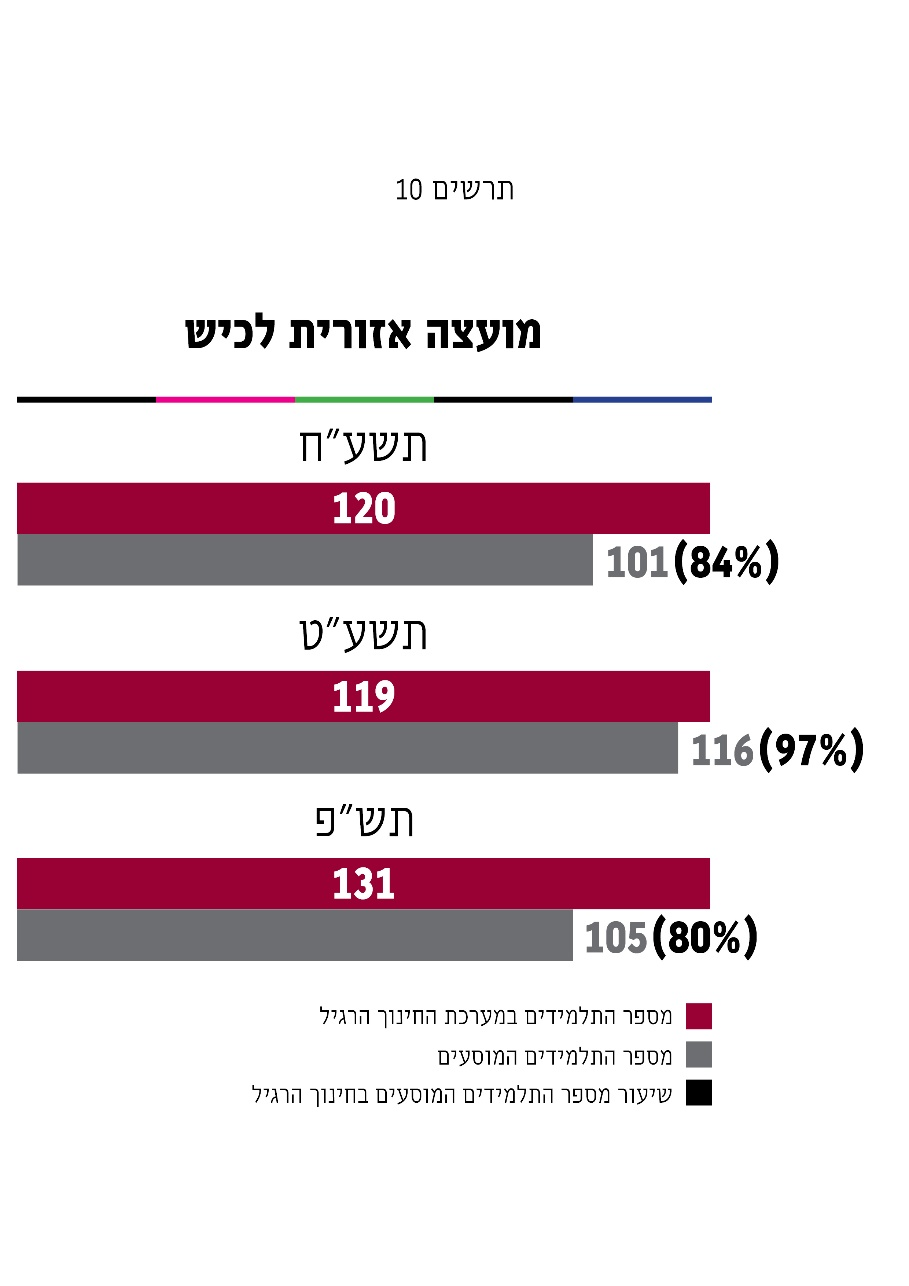 תרשים 10
מועצה אזורית לכיש
תשע״ח
120
101(84%)
תשע״ט
119
116(97%)
תש״פ
131
105(80%)
מספר התלמידים במערכת החינוך הרגיל
מספר התלמידים המוסעים
שיעור מספר התלמידים המוסעים בחינוך הרגיל